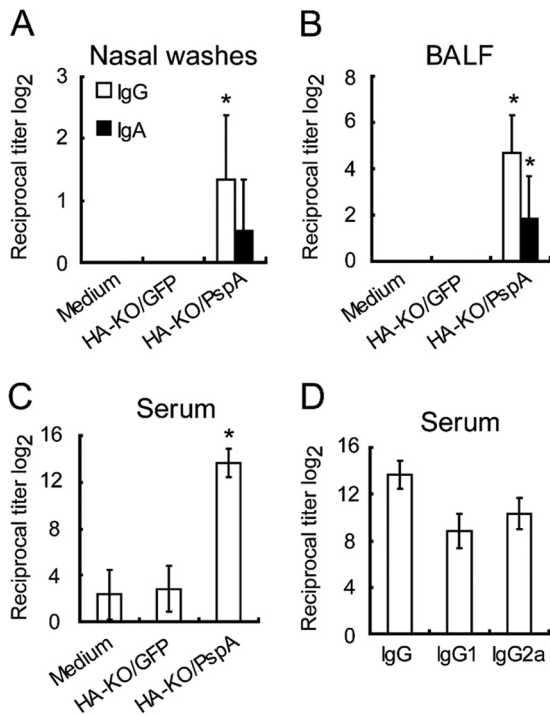 A
Nasal washes
Reciprocal titer log2
3
2
1
0
IgG
IgA
*
Medium
HA-KO/GFP
HA-KO/PspA
B
BALF
Reciprocal titer log2
8
6
4
2
0
*
*
Medium
HA-KO/GFP
HA-KO/PspA
C
Serum
Reciprocal titer log2
16
12
8
4
0
*
Medium
HA-KO/GFP
HA-KO/PspA
D
Serum
Reciprocal titer log2
16
12
8
4
0
IgG
IgG1
IgG2a